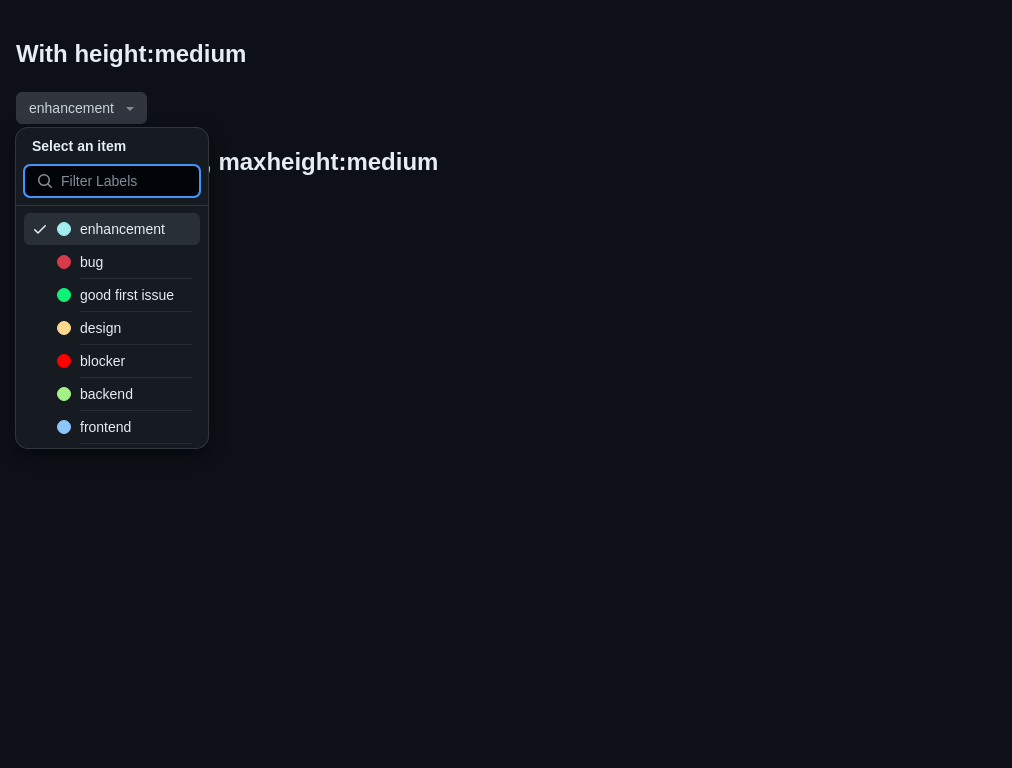 With height:medium
enhancement
Select an item
, maxheight:medium
Filter Labels
enhancement
bug
good first issue
design
blocker
backend
frontend